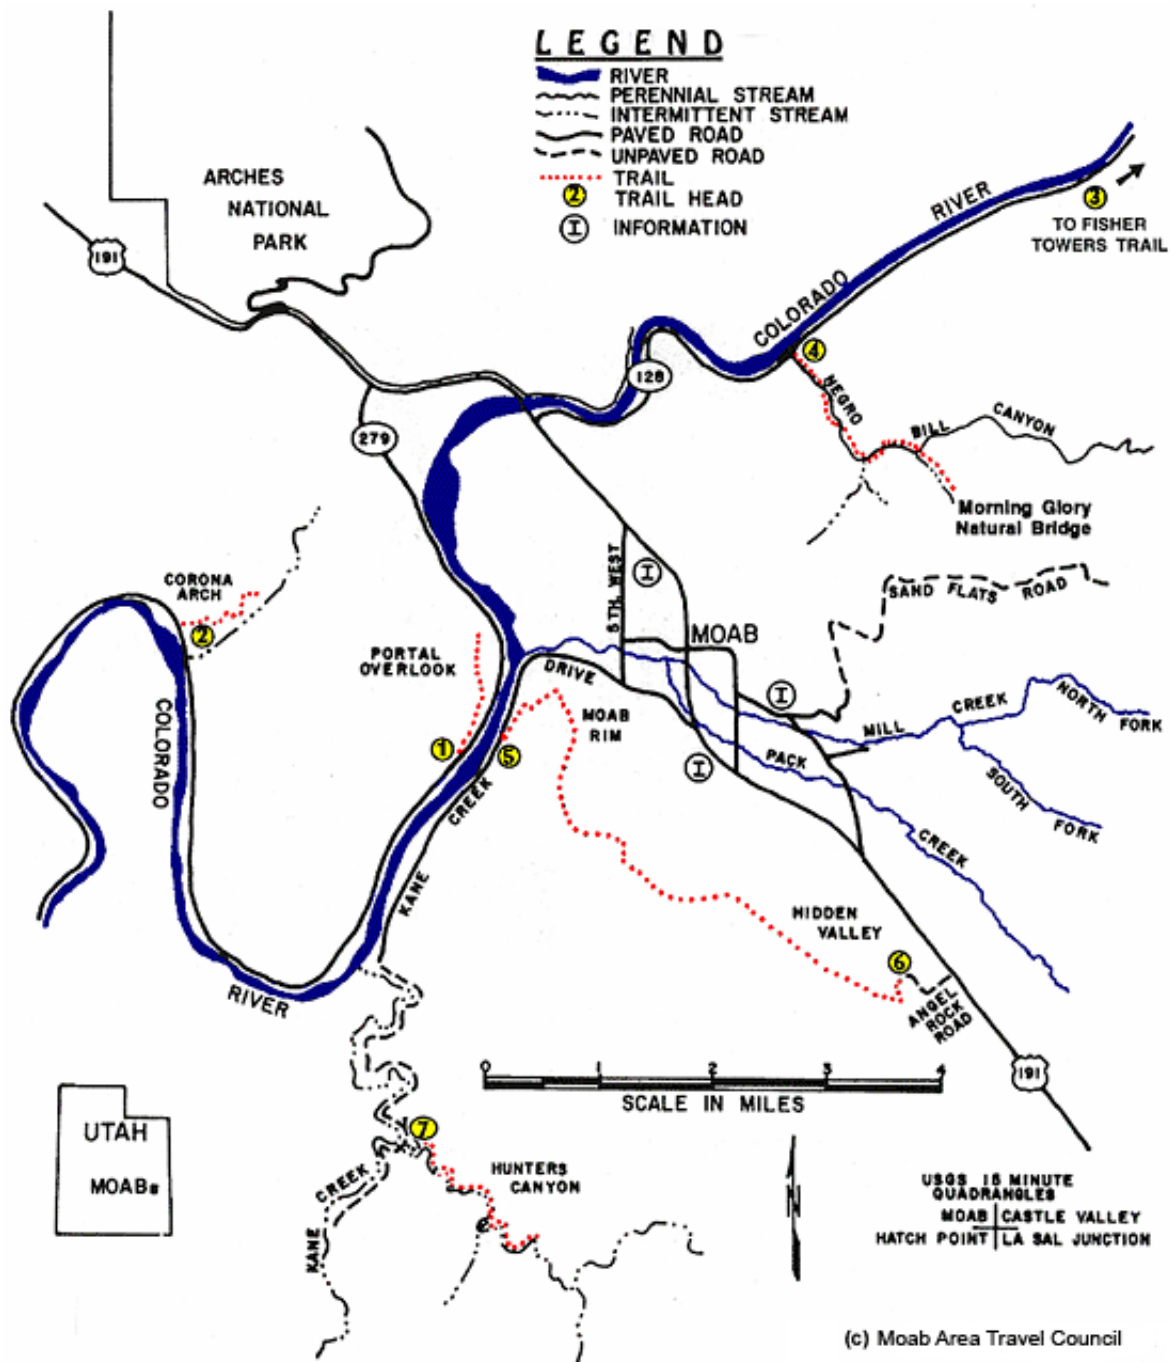 LEGEND
RIVER
PERENNIAL STREAM
INTERMITTENT STREAM
PAVED ROAD
UNPAVED ROAD
TRAIL
2 TRAIL HEAD
I INFORMATION
ARCHES
NATIONAL
PARK
191
RIVER
3
TO FISHER
TOWERS TRAIL
COLORADO
4
128
NEGRO
BILL
CANYON
279
Morning Glory
Natural Bridge
CORONA
ARCH
2
5TH. WEST
I
SAND FLATS ROAD
MOAB
PORTAL
OVERLOOK
DRIVE
I
MOAB
RIM
MILL
CREEK
NORTH
FORK
COLORADO
1
5
I
PACK
CREEK
SOUTH
FORK
CREEK
KANE
HIDDEN
VALLEY
6
ANGEL
ROCK
ROAD
RIVER
191
0 1 2 3 4
SCALE IN MILES
UTAH
MOAB
7
HUNTERS
CANYON
CREEK
KANE
N
USGS 15 MINUTE
QUADRANGLES
MOAB CASTLE VALLEY
HATCH POINT LA SAL JUNCTION
(c) Moab Area Travel Council